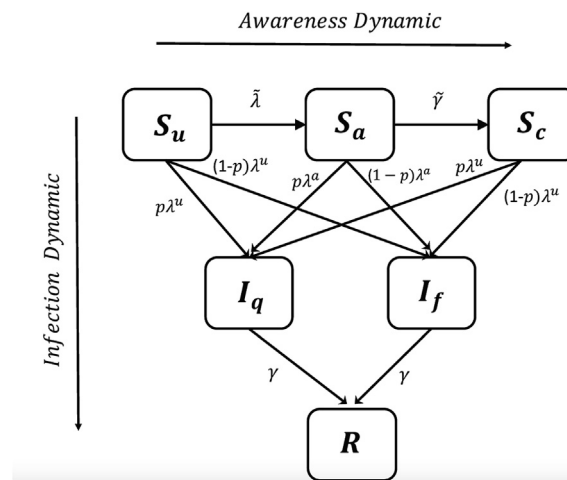 Awareness Dynamic
Infection Dynamic
S_u
λ̃
S_a
γ̃
S_c
(1-p)λ^u
pλ^a
(1 − p)λ^a
pλ^u
pλ^u
(1-p)λ^u
I_q
I_f
γ
γ
R